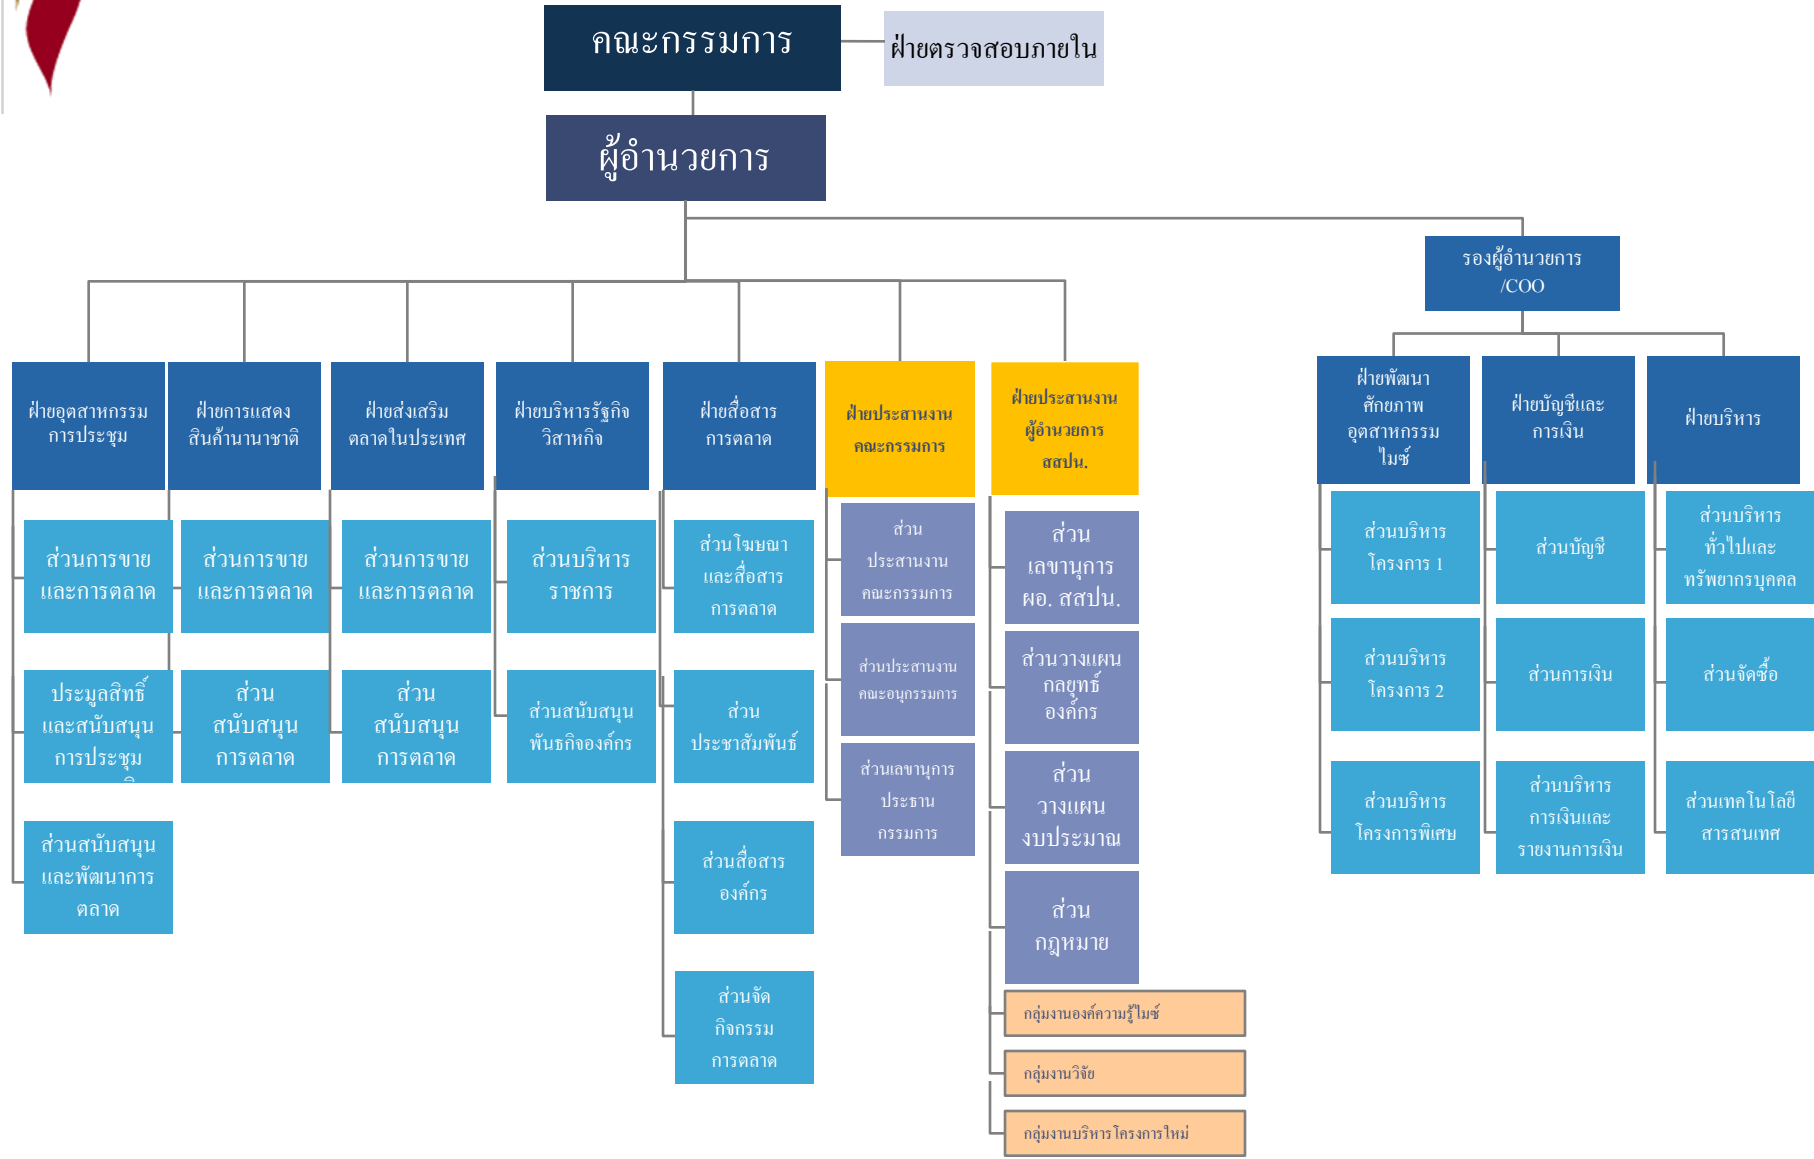 คณะกรรมการ
ฝ่ายตรวจสอบภายใน
ผู้อำนวยการ
รองผู้อำนวยการ
/COO
ฝ่ายอุตสาหกรรม
การประชุม
ฝ่ายการแสดง
สินค้านานาชาติ
ฝ่ายส่งเสริม
ตลาดในประเทศ
ฝ่ายบริหารรัฐกิจ
วิสาหกิจ
ฝ่ายสื่อสาร
การตลาด
ฝ่ายประสานงาน
คณะกรรมการ
ฝ่ายประสานงาน
ผู้อำนวยการ
สสปน.
ฝ่ายพัฒนา
ศักยภาพ
อุตสาหกรรม
ไมซ์
ฝ่ายบัญชีและ
การเงิน
ฝ่ายบริหาร
ส่วนการขาย
และการตลาด
ประมูลสิทธิ์
และสนับสนุน
การประชุม
ส่วนสนับสนุน
และพัฒนาการ
ตลาด
ส่วนการขาย
และการตลาด
ส่วน
สนับสนุน
การตลาด
ส่วนการขาย
และการตลาด
ส่วน
สนับสนุน
การตลาด
ส่วนบริหาร
ราชการ
ส่วนสนับสนุน
พันธกิจองค์กร
ส่วนโฆษณา
และสื่อสาร
การตลาด
ส่วน
ประชาสัมพันธ์
ส่วนสื่อสาร
องค์กร
ส่วนจัด
กิจกรรม
การตลาด
ส่วน
ประสานงาน
คณะกรรมการ
ส่วนประสานงาน
คณะอนุกรรมการ
ส่วนเลขานุการ
ประธาน
กรรมการ
ส่วน
เลขานุการ
ผอ. สสปน.
ส่วนวางแผน
กลยุทธ์
องค์กร
ส่วน
วางแผน
งบประมาณ
ส่วน
กฎหมาย
กลุ่มงานองค์ความรู้ไมซ์
กลุ่มงานวิจัย
กลุ่มงานบริหารโครงการใหม่
ส่วนบริหาร
โครงการ 1
ส่วนบริหาร
โครงการ 2
ส่วนบริหาร
โครงการพิเศษ
ส่วนบัญชี
ส่วนการเงิน
ส่วนบริหาร
การเงินและ
รายงานการเงิน
ส่วนบริหาร
ทั่วไปและ
ทรัพยากรบุคคล
ส่วนจัดซื้อ
ส่วนเทคโนโลยี
สารสนเทศ